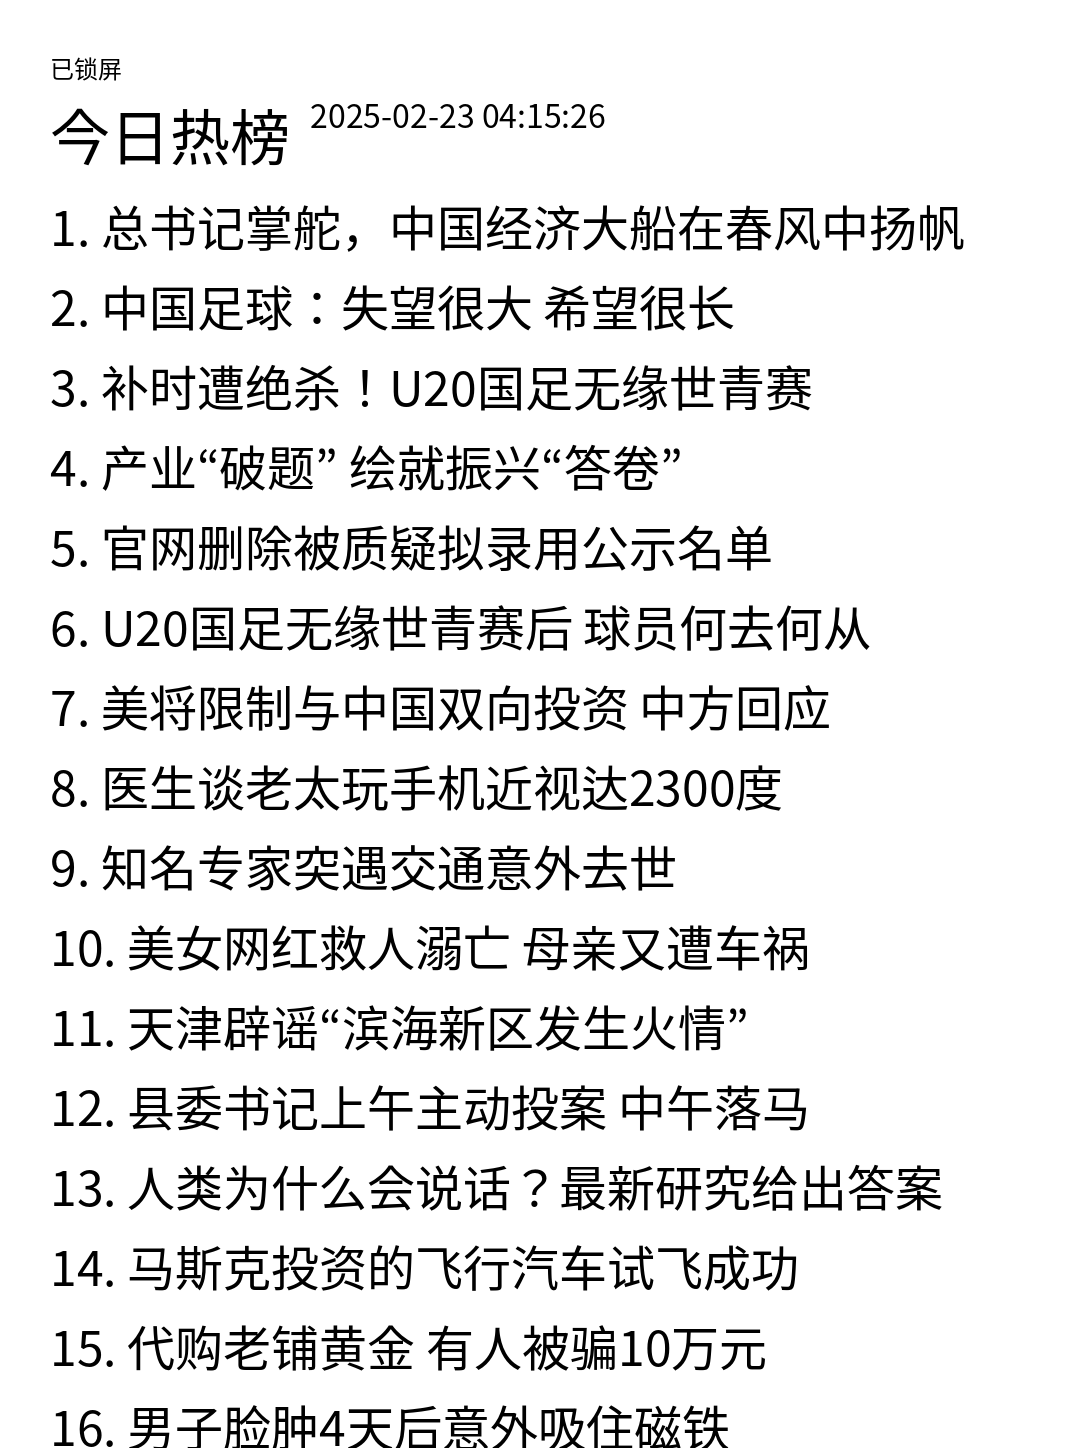 已锁屏
今日热榜 2025-02-23 04:15:26
1. 总书记掌舵，中国经济大船在春风中扬帆
2. 中国足球：失望很大 希望很长
3. 补时遭绝杀！U20国足无缘世青赛
4. 产业“破题” 绘就振兴“答卷”
5. 官网删除被质疑拟录用公示名单
6. U20国足无缘世青赛后 球员何去何从
7. 美将限制与中国双向投资 中方回应
8. 医生谈老太玩手机近视达2300度
9. 知名专家突遇交通意外去世
10. 美女网红救人溺亡 母亲又遭车祸
11. 天津辟谣“滨海新区发生火情”
12. 县委书记上午主动投案 中午落马
13. 人类为什么会说话？最新研究给出答案
14. 马斯克投资的飞行汽车试飞成功
15. 代购老铺黄金 有人被骗10万元
16. 男子脸肿4天后意外吸住磁铁